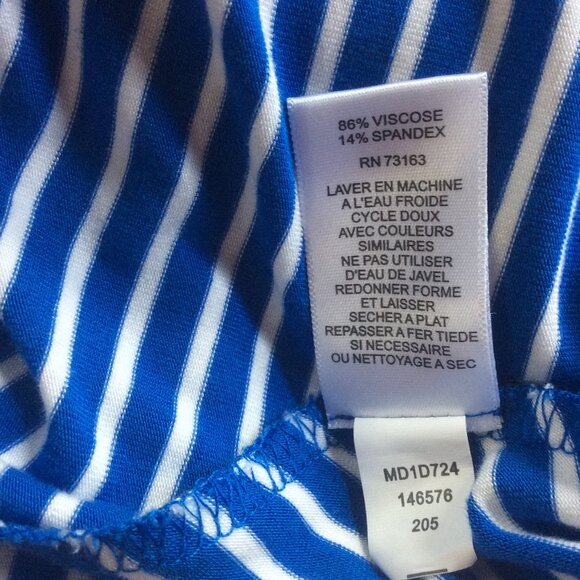 86% VISCOSE
14% SPANDEX
RN 73163
LAVER EN MACHINE
A L'EAU FROIDE
CYCLE DOUX
AVEC COULEURS
SIMILAIRES
NE PAS UTILISER
D'EAU DE JAVEL
REDONNER FORME
ET LAISSER
SECHER A PLAT
REPASSER A FER TIEDE
SI NECESSAIRE
OU NETTOYAGE A SEC
MD1D724
146576
205